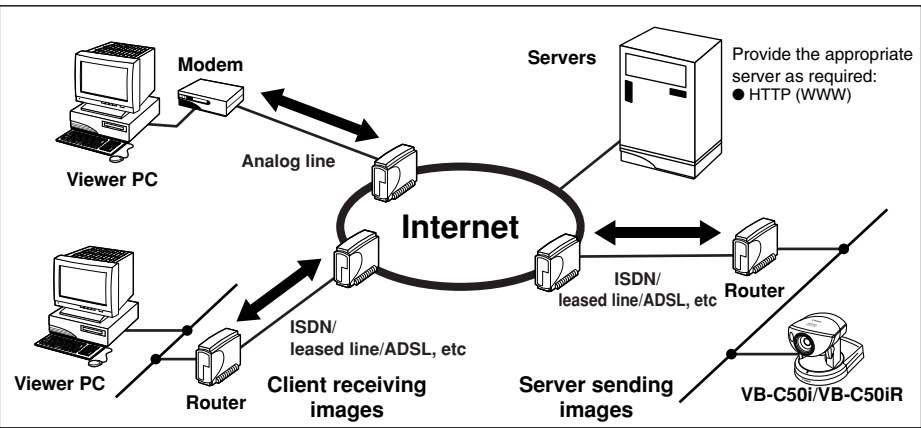 Modem
Viewer PC
Analog line
Servers
Provide the appropriate
server as required:
● HTTP (WWW)
Internet
ISDN/
leased line/ADSL, etc
Router
VB-C50i/VB-C50iR
Server sending
images
Viewer PC
Router
ISDN/
leased line/ADSL, etc
Client receiving
images